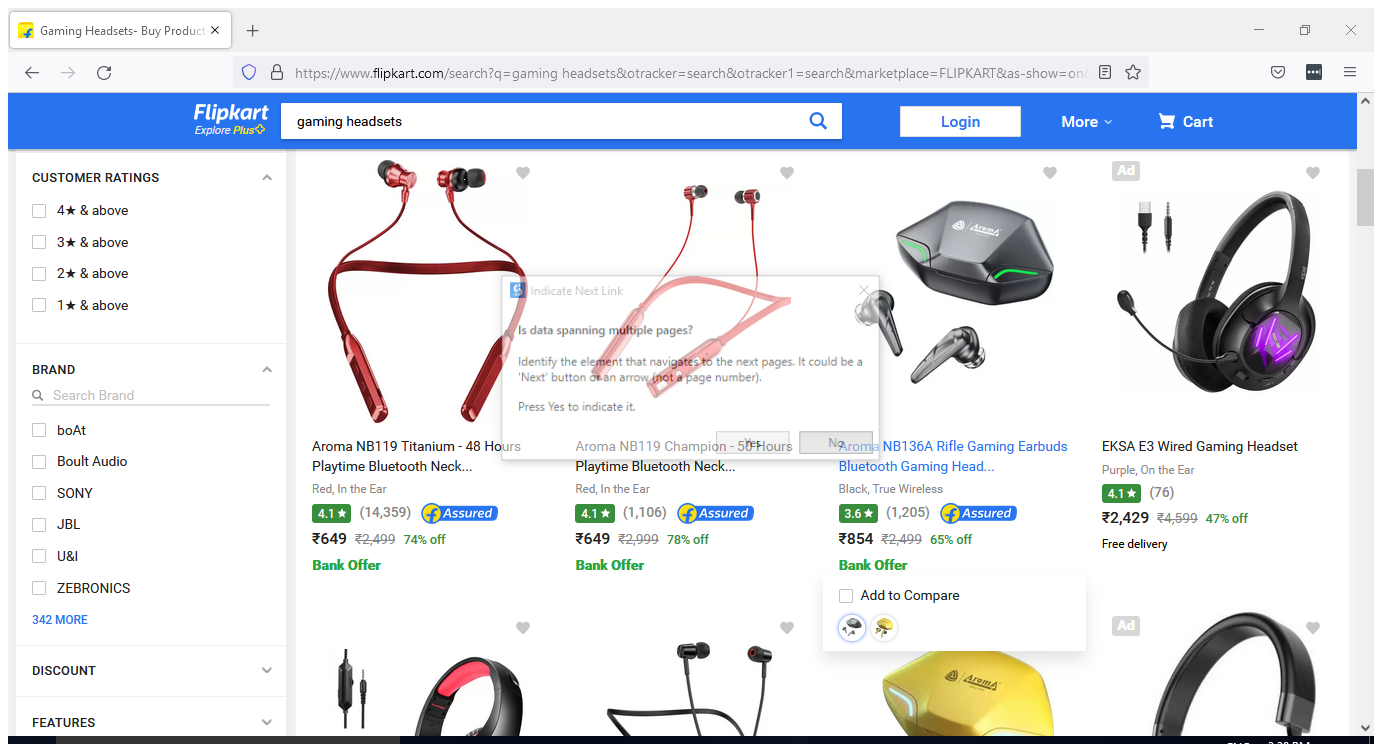 Gaming Headsets- Buy Product
https://www.flipkart.com/search?q=gaming headsets&otracker=search&otracker1=search&marketplace=FLIPKART&as-show=on&
Flipkart
Explore Plus
gaming headsets
Login
More
Cart
CUSTOMER RATINGS
4★ & above
3★ & above
2★ & above
1★ & above
BRAND
Search Brand
boAt
Boult Audio
SONY
JBL
U&I
ZEBRONICS
342 MORE
DISCOUNT
FEATURES
AromA
Ad
Indicate Next Link
Is data spanning multiple pages?
Identify the element that navigates to the next pages. It could be a
'Next' button or an arrow (not a page number).
Press Yes to indicate it.
Yes
No
Aroma NB119 Titanium - 48 Hours
Playtime Bluetooth Neck...
Red, In the Ear
4.1★ (14,359) Assured
₹649 ₹2,499 74% off
Bank Offer
Aroma NB119 Champion - 50 Hours
Playtime Bluetooth Neck...
Red, In the Ear
4.1★ (1,106) Assured
₹649 ₹2,999 78% off
Bank Offer
Aroma NB136A Rifle Gaming Earbuds
Bluetooth Gaming Head...
Black, True Wireless
3.6★ (1,205) Assured
₹854 ₹2,499 65% off
Bank Offer
Add to Compare
EKSA E3 Wired Gaming Headset
Purple, On the Ear
4.1★ (76)
₹2,429 ₹4,599 47% off
Free delivery
AromA
Ad